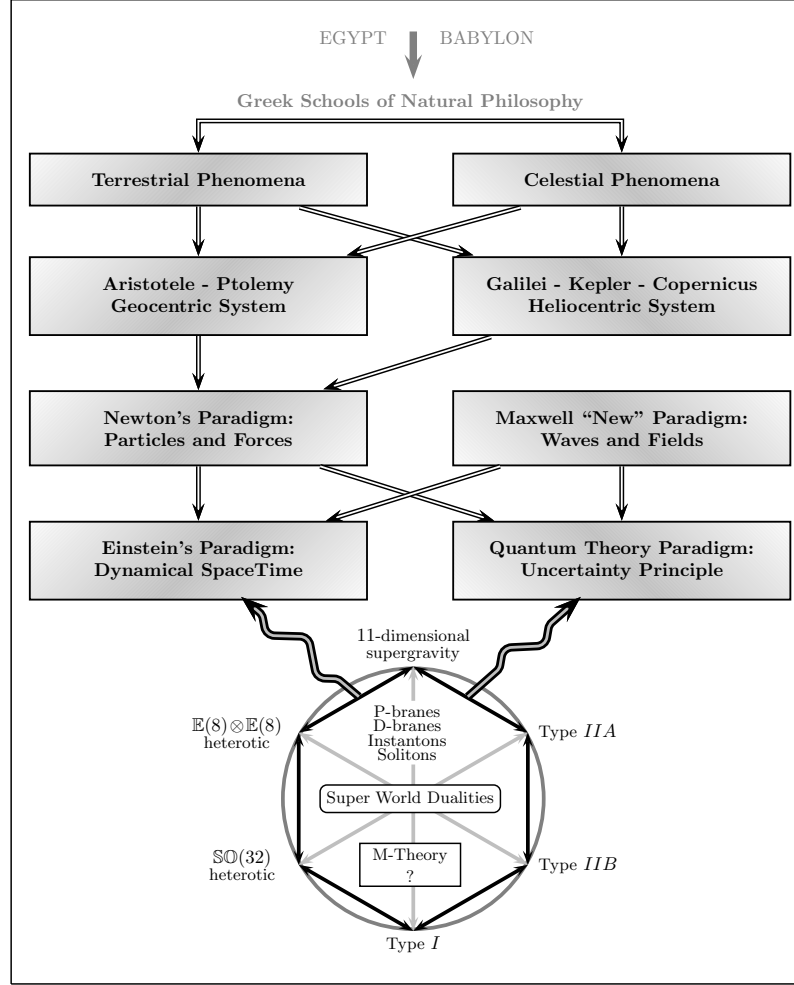 EGYPT BABYLON
Greek Schools of Natural Philosophy
Terrestrial Phenomena
Celestial Phenomena
Aristotele - Ptolemy
Geocentric System
Galilei - Kepler - Copernicus
Heliocentric System
Newton's Paradigm:
Particles and Forces
Maxwell “New” Paradigm:
Waves and Fields
Einstein's Paradigm:
Dynamical SpaceTime
Quantum Theory Paradigm:
Uncertainty Principle
11-dimensional
supergravity
𝔼(8)⊗𝔼(8)
heterotic
P-branes
D-branes
Instantons
Solitons
Type IIA
Super World Dualities
𝕊𝕆(32)
heterotic
M-Theory
?
Type IIB
Type I